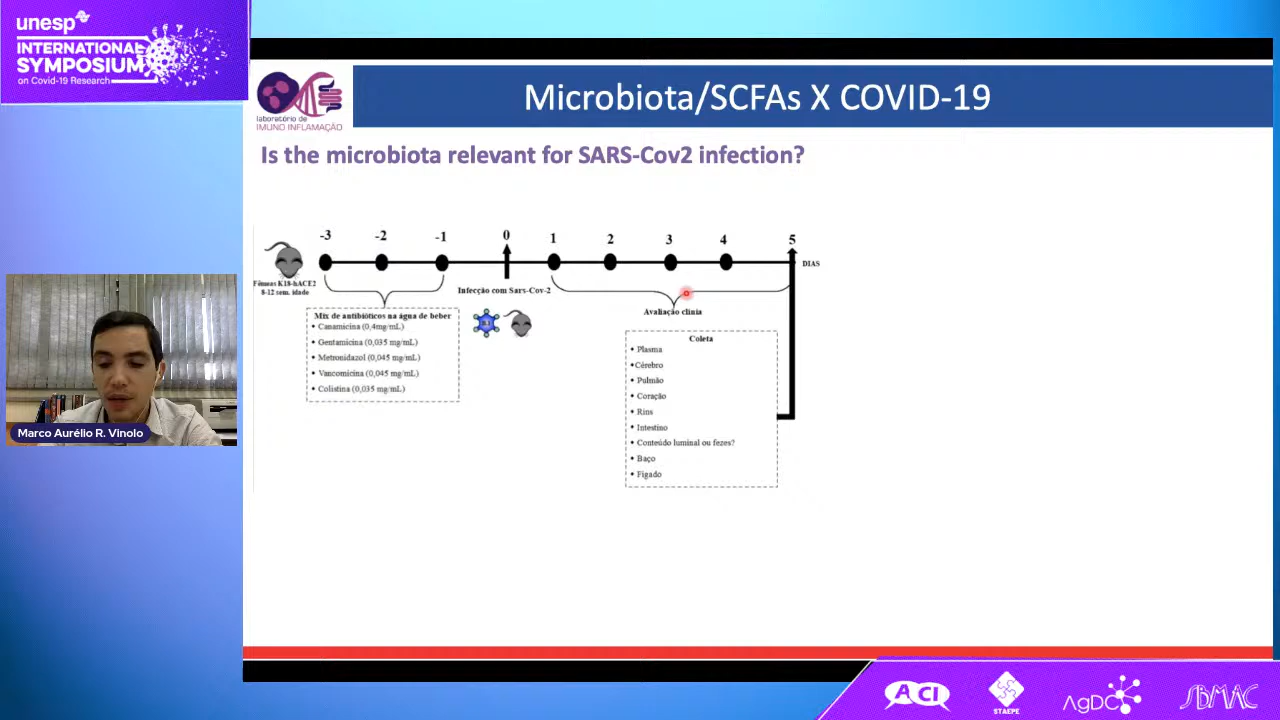 unesp
INTERNATIONAL
SYMPOSIUM
on Covid-19 Research
laboratório de
IMUNO INFLAMAÇÃO
Microbiota/SCFAs X COVID-19
Is the microbiota relevant for SARS-Cov2 infection?
-3 -2 -1 0 1 2 3 4 5
DIAS
Fêmeas K18-hACE2
8-12 sem. idade
Infecção com Sars-Cov-2
Mix de antibióticos na água de beber
• Canamicina (0,4mg/mL)
• Gentamicina (0,035 mg/mL)
• Metronidazol (0,045 mg/mL)
• Vancomicina (0,045 mg/mL)
• Colistina (0,035 mg/mL)
Avaliação clinia
Coleta
• Plasma
• Cérebro
• Pulmão
• Coração
• Rins
• Intestino
• Conteúdo luminal ou fezes?
• Baço
• Fígado
Marco Aurélio R. Vinolo
ACI
STAEPE
AgDC
SBMAC